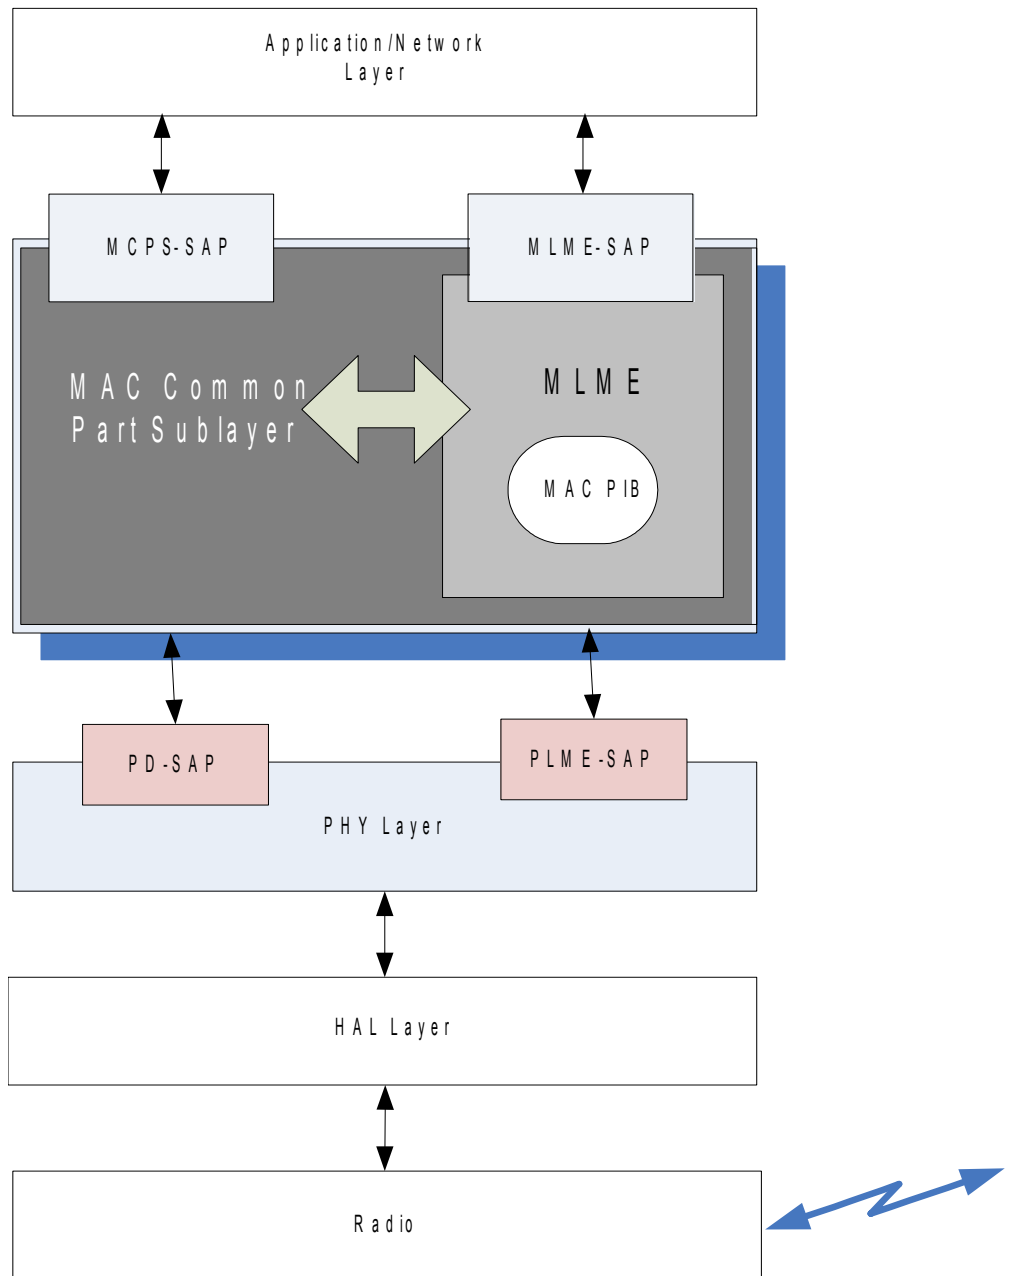 Application/Network
Layer
MCPS-SAP
MLME-SAP
MAC Common
Part Sublayer
MLME
MAC PIB
PD-SAP
PLME-SAP
PHY Layer
HAL Layer
Radio